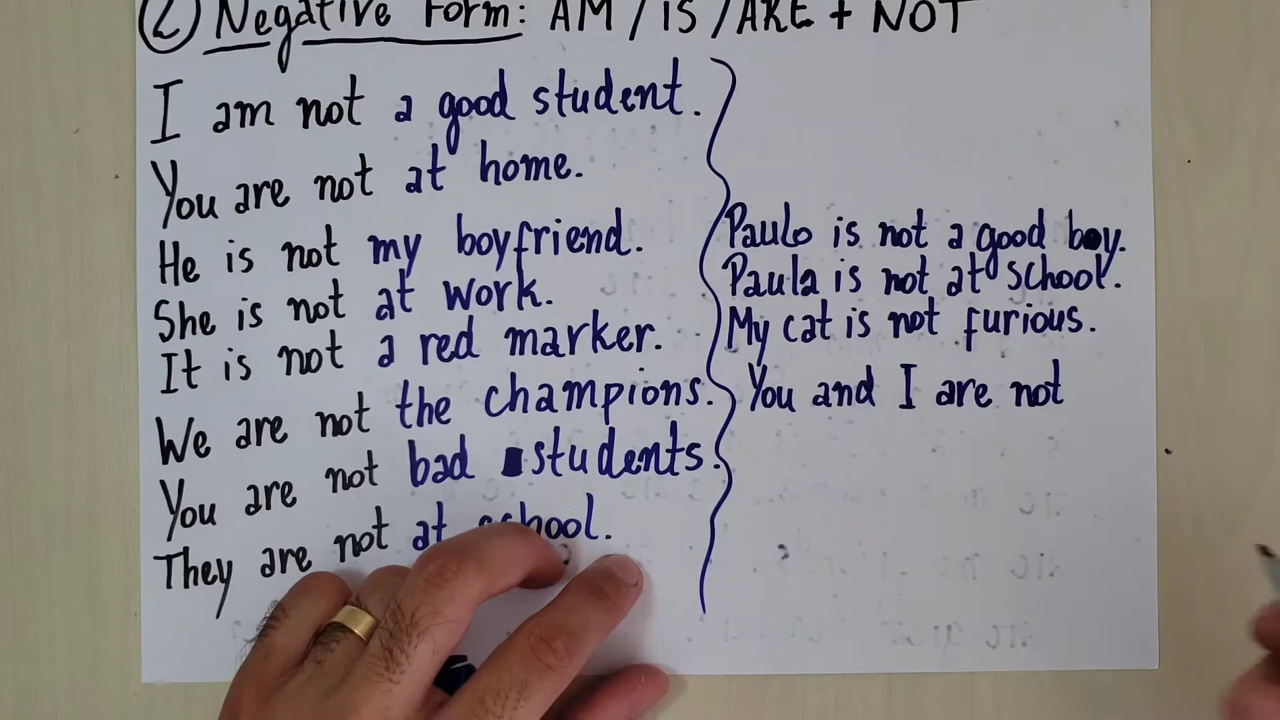 2 Negative Form: AM / IS / ARE + NOT
I am not a good student.
You are not at home.
He is not my boyfriend.
She is not at work.
It is not a red marker.
We are not the champions.
You are not bad students.
They are not at school.
Paulo is not a good boy.
Paula is not at school.
My cat is not furious.
You and I are not